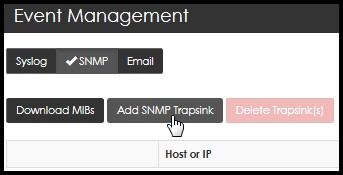 Event Management
Syslog SNMP Email
Download MIBs Add SNMP Trapsink Delete Trapsink(s)
Host or IP